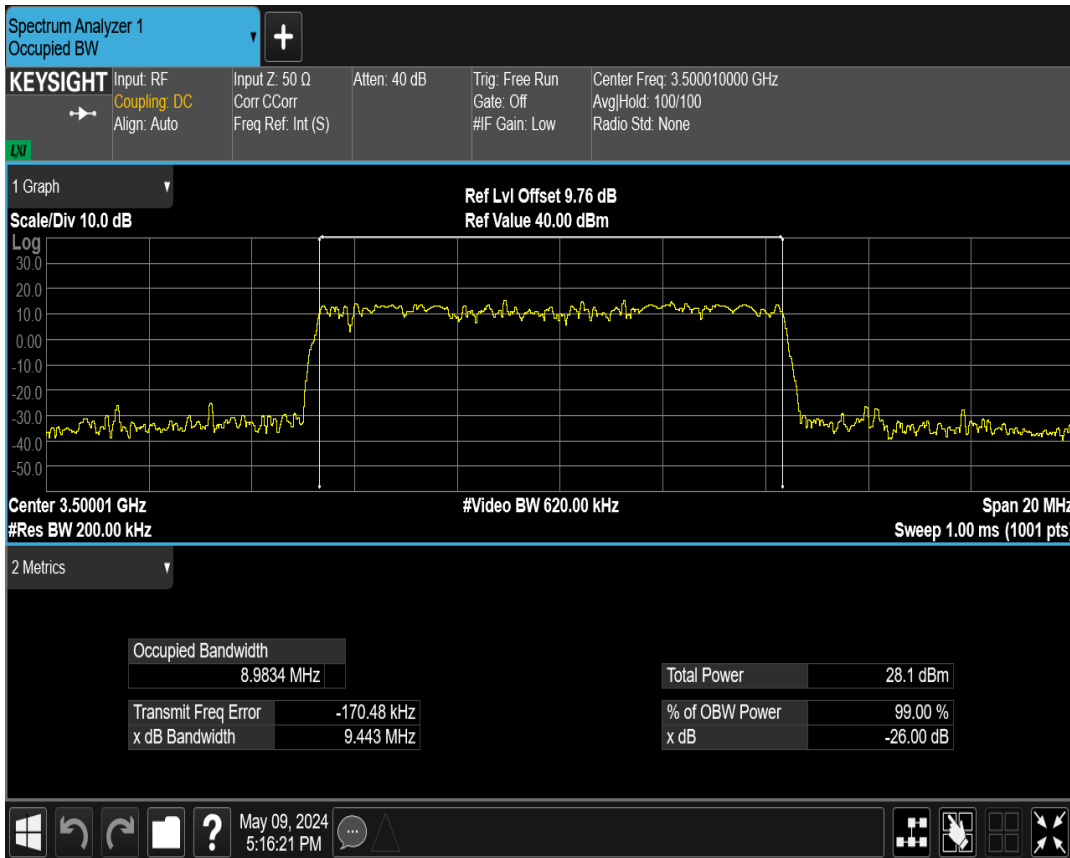 Spectrum Analyzer 1
Occupied BW
+
KEYSIGHT
LXI
Input: RF
Coupling: DC
Align: Auto
Input Z: 50 Ω
Corr CCorr
Freq Ref: Int (S)
Atten: 40 dB
Trig: Free Run
Gate: Off
#IF Gain: Low
Center Freq: 3.500010000 GHz
Avg|Hold: 100/100
Radio Std: None
1 Graph
Scale/Div 10.0 dB
Ref Lvl Offset 9.76 dB
Ref Value 40.00 dBm
Log
30.0
20.0
10.0
0.00
-10.0
-20.0
-30.0
-40.0
-50.0
Center 3.50001 GHz
#Res BW 200.00 kHz
#Video BW 620.00 kHz
Span 20 MHz
Sweep 1.00 ms (1001 pts)
2 Metrics
Occupied Bandwidth
8.9834 MHz
Transmit Freq Error -170.48 kHz
x dB Bandwidth 9.443 MHz
Total Power 28.1 dBm
% of OBW Power 99.00 %
x dB -26.00 dB
?
May 09, 2024
5:16:21 PM